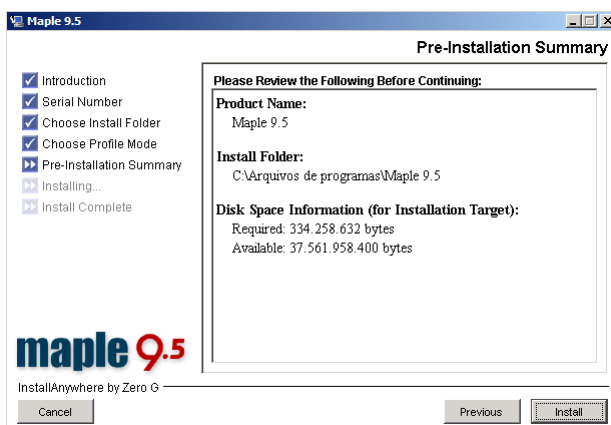 Maple 9.5
Pre-Installation Summary
Introduction
Serial Number
Choose Install Folder
Choose Profile Mode
Pre-Installation Summary
Installing...
Install Complete
Please Review the Following Before Continuing:
Product Name:
Maple 9.5
Install Folder:
C:\Arquivos de programas\Maple 9.5
Disk Space Information (for Installation Target):
Required: 334.258.632 bytes
Available: 37.561.958.400 bytes
maple 9.5
InstallAnywhere by Zero G
Cancel
Previous
Install